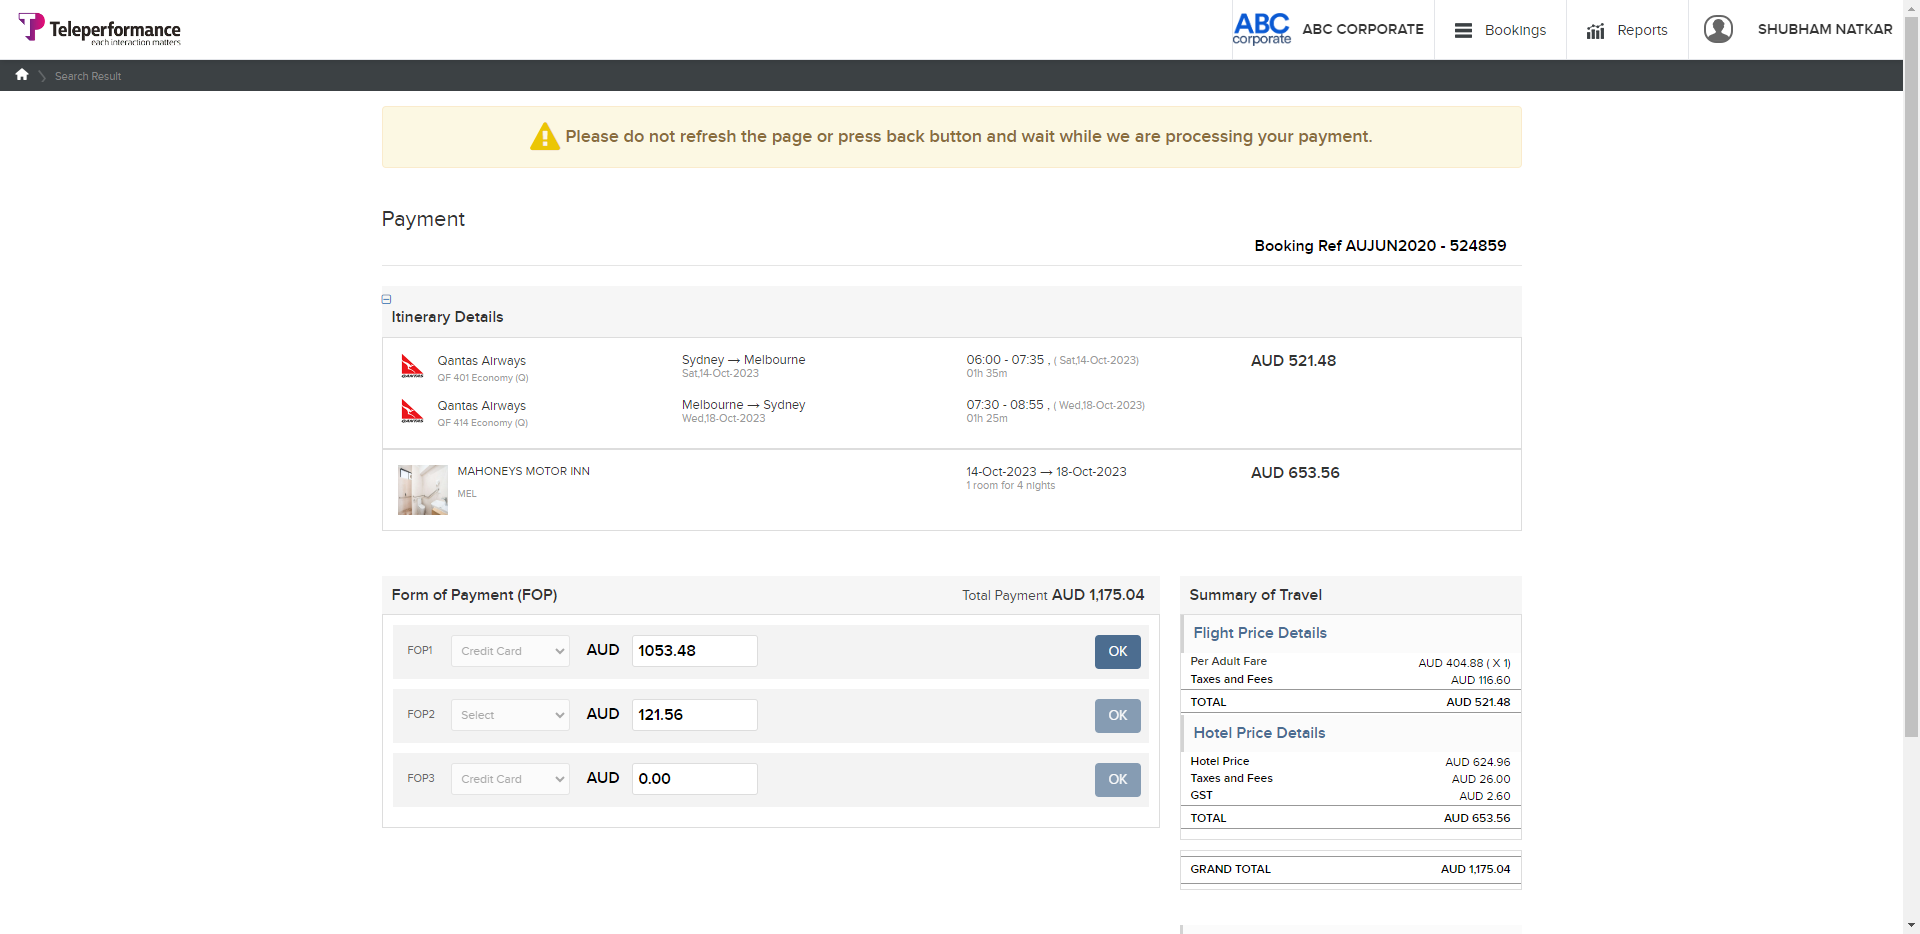 Teleperformance
each interaction matters
ABC
corporate
ABC CORPORATE
Bookings
Reports
SHUBHAM NATKAR
Search Result
Please do not refresh the page or press back button and wait while we are processing your payment.
Payment
Booking Ref AUJUN2020 - 524859
Itinerary Details
Qantas Airways
QF 401 Economy (Q)
Sydney → Melbourne
Sat,14-Oct-2023
06:00 - 07:35 , ( Sat,14-Oct-2023)
01h 35m
AUD 521.48
Qantas Airways
QF 414 Economy (Q)
Melbourne → Sydney
Wed,18-Oct-2023
07:30 - 08:55 , ( Wed,18-Oct-2023)
01h 25m
MAHONEYS MOTOR INN
MEL
14-Oct-2023 → 18-Oct-2023
1 room for 4 nights
AUD 653.56
Form of Payment (FOP)
Total Payment AUD 1,175.04
FOP1 Credit Card AUD 1053.48 OK
FOP2 Select AUD 121.56 OK
FOP3 Credit Card AUD 0.00 OK
Summary of Travel
Flight Price Details
Per Adult Fare AUD 404.88 ( X 1)
Taxes and Fees AUD 116.60
TOTAL AUD 521.48
Hotel Price Details
Hotel Price AUD 624.96
Taxes and Fees AUD 26.00
GST AUD 2.60
TOTAL AUD 653.56
GRAND TOTAL AUD 1,175.04